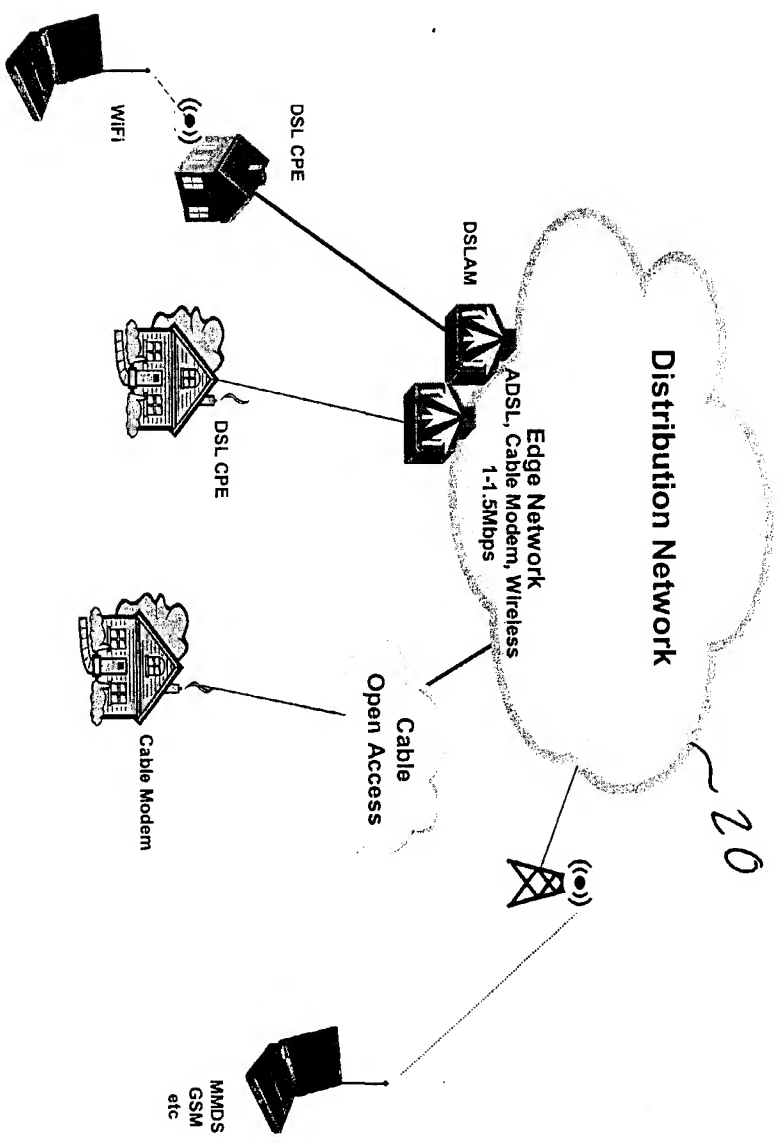 Distribution Network
20
Edge Network
ADSL, Cable Modem, Wireless
1-1.5Mbps
DSLAM
DSL CPE
WiFi
DSL CPE
Cable
Open Access
Cable Modem
MMDS
GSM
etc